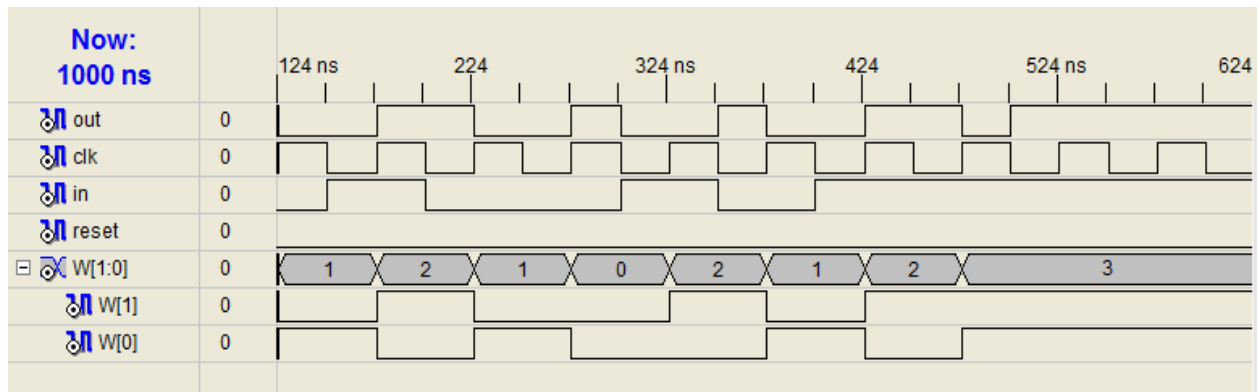 Now:
1000 ns
124 ns 224 324 ns 424 524 ns 624
out 0
clk 0
in 0
reset 0
W[1:0] 0 1 2 1 0 2 1 2 3
W[1] 0
W[0] 0